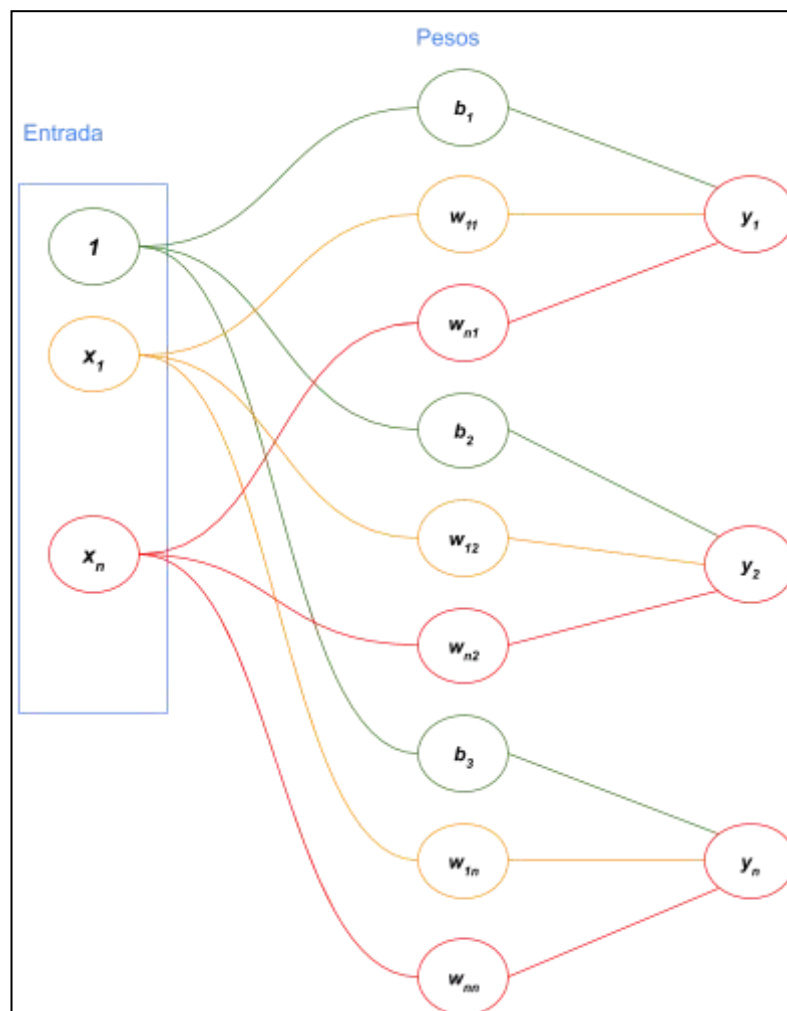 Pesos
Entrada
1
x₁
xₙ
b₁
w₁₁
wₙ₁
b₂
w₁₂
wₙ₂
b₃
w₁ₙ
wₙₙ
y₁
y₂
yₙ